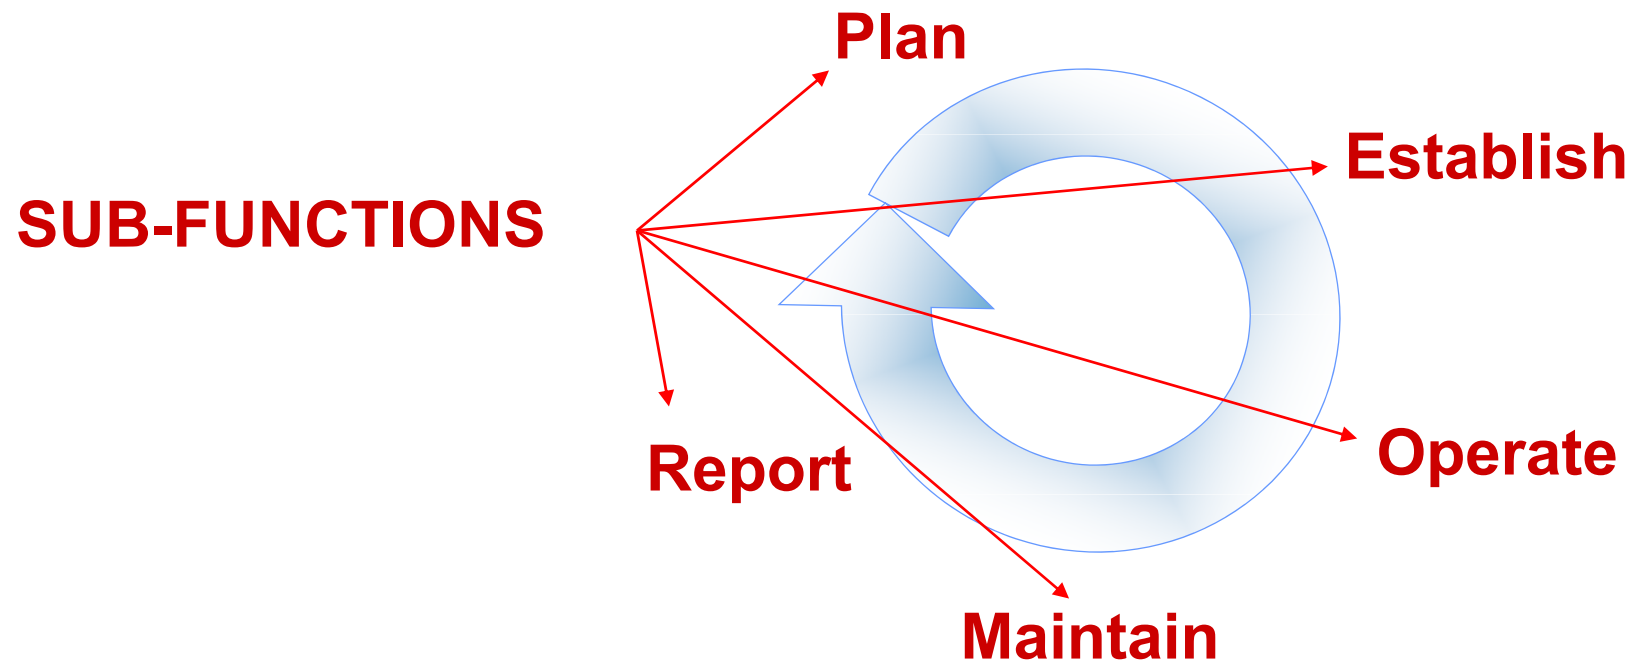 Plan
Establish
SUB-FUNCTIONS
Operate
Report
Maintain